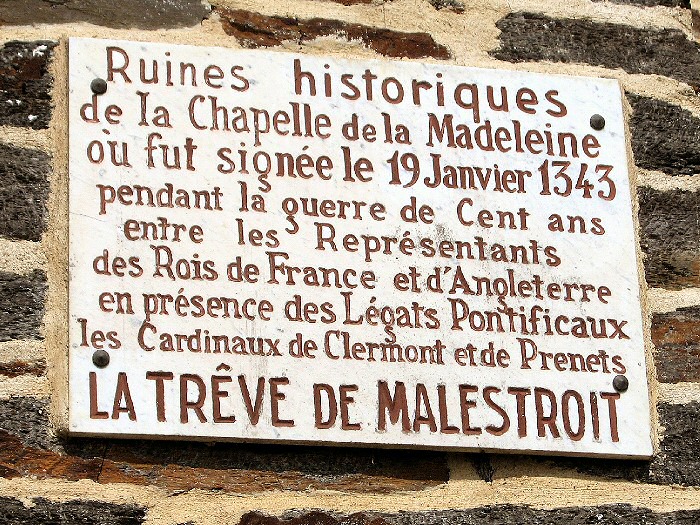 Ruines historiques
de la Chapelle de la Madeleine
où fut signée le 19 Janvier 1343
pendant la guerre de Cent ans
entre les Représentants
des Rois de France et d'Angleterre
en présence des Légats Pontificaux
les Cardinaux de Clermont et de Prenets
LA TRÊVE DE MALESTROIT